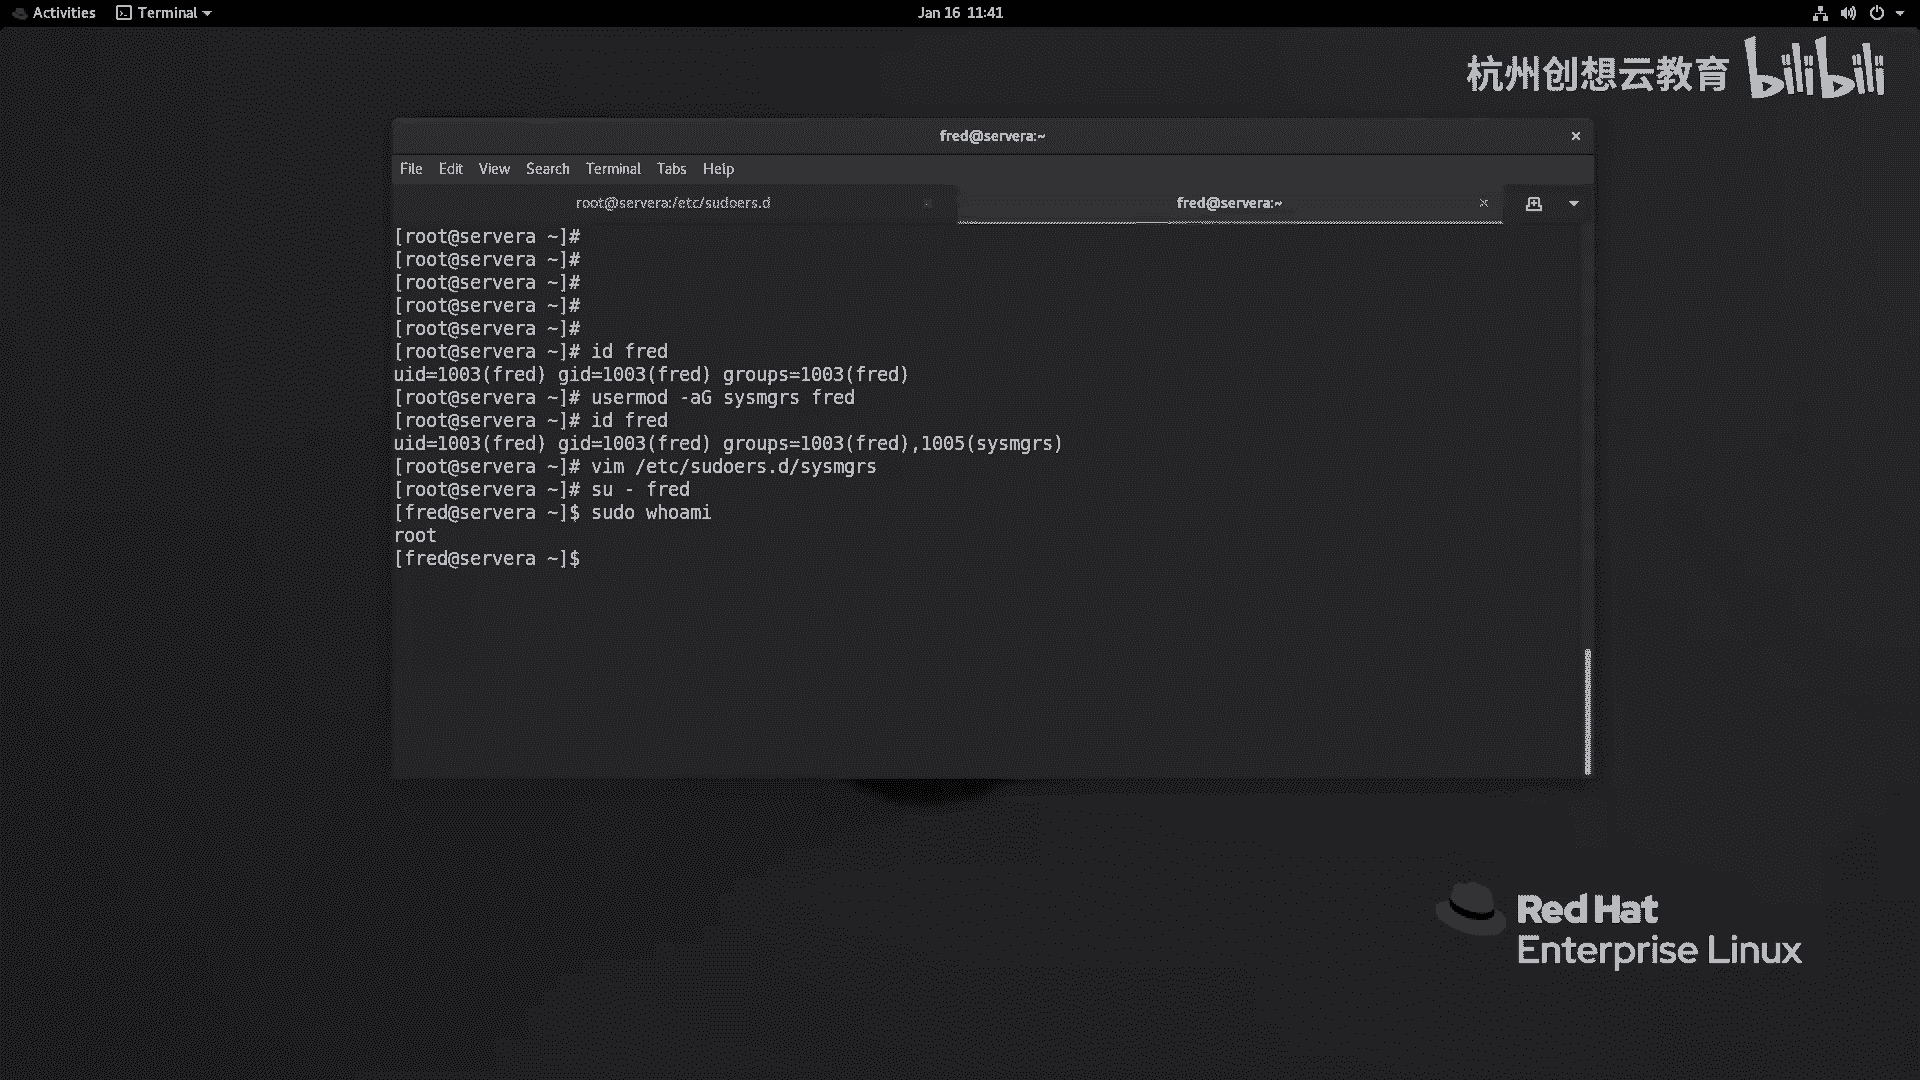 Activities Terminal Jan 16 11:41
杭州创想云教育 bilibili
fred@servera:~
File Edit View Search Terminal Tabs Help
root@servera:/etc/sudoers.d fred@servera:~
[root@servera ~]#
[root@servera ~]#
[root@servera ~]#
[root@servera ~]#
[root@servera ~]#
[root@servera ~]# id fred
uid=1003(fred) gid=1003(fred) groups=1003(fred)
[root@servera ~]# usermod -aG sysmgrs fred
[root@servera ~]# id fred
uid=1003(fred) gid=1003(fred) groups=1003(fred),1005(sysmgrs)
[root@servera ~]# vim /etc/sudoers.d/sysmgrs
[root@servera ~]# su - fred
[fred@servera ~]$ sudo whoami
root
[fred@servera ~]$
Red Hat
Enterprise Linux